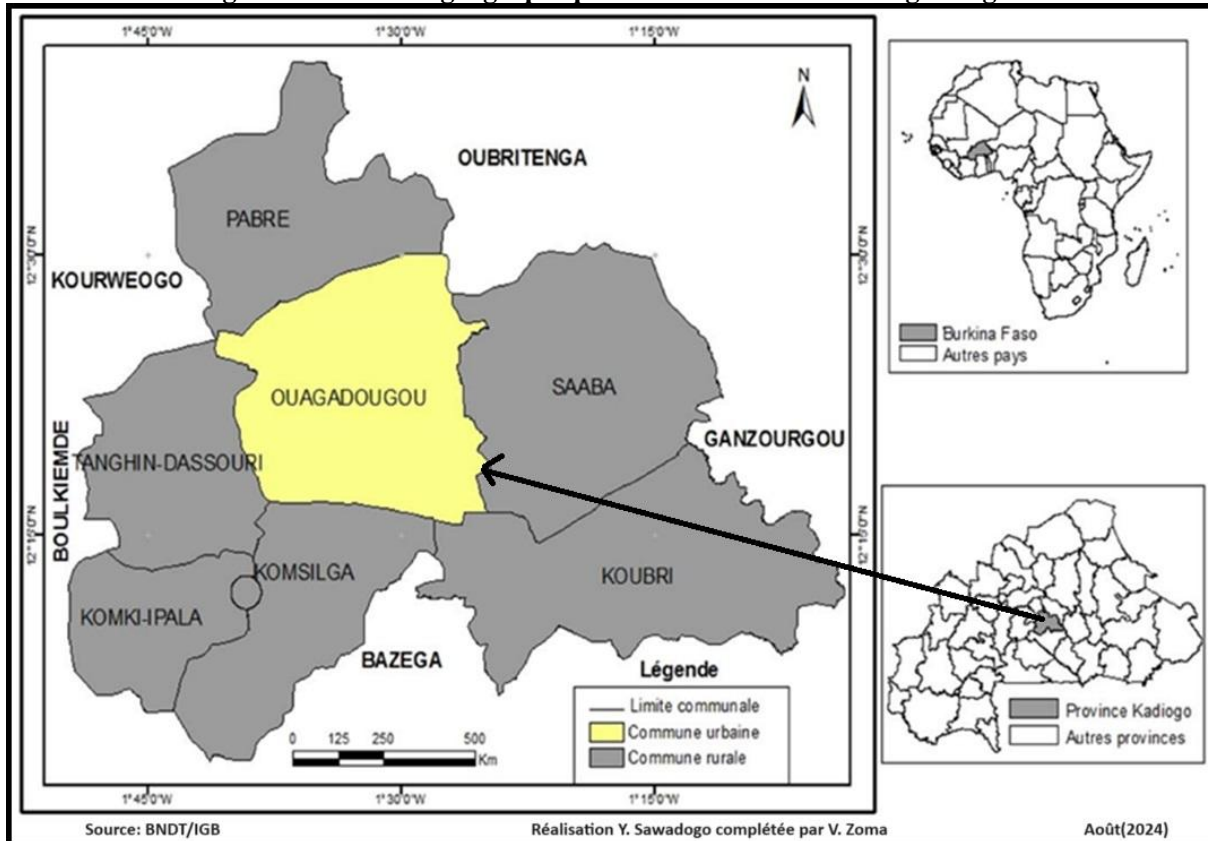 1°45'0"W 1°30'0"W 1°15'0"W
N
OUBRITENGA
PABRE
12°30'0"N
12°30'0"N
KOURWEOGO
OUAGADOUGOU
SAABA
GANZOURGOU
TANGHIN-DASSOURI
BOULKIEMDE
12°15'0"N
12°15'0"N
KOMSILGA
KOUBRI
KOMKI-IPALA
BAZEGA
Légende
Limite communale
Commune urbaine
Commune rurale
0 125 250 500
Km
1°45'0"W 1°30'0"W 1°15'0"W
Burkina Faso
Autres pays
Province Kadiogo
Autres provinces
Source: BNDT/IGB Réalisation Y. Sawadogo complétée par V. Zoma Août(2024)